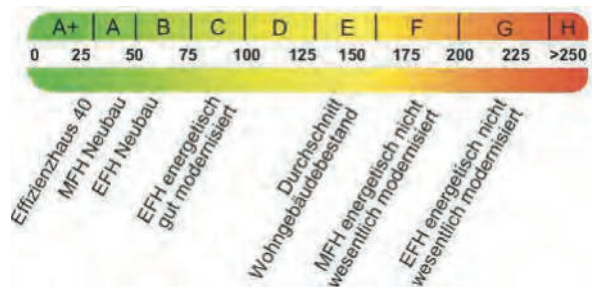 A+ A B C D E F G H
0 25 50 75 100 125 150 175 200 225 >250
Effizienzhaus 40
MFH Neubau
EFH Neubau
EFH energetisch
gut modernisiert
Durchschnitt
Wohngebäudebestand
MFH energetisch nicht
wesentlich modernisiert
EFH energetisch nicht
wesentlich modernisiert